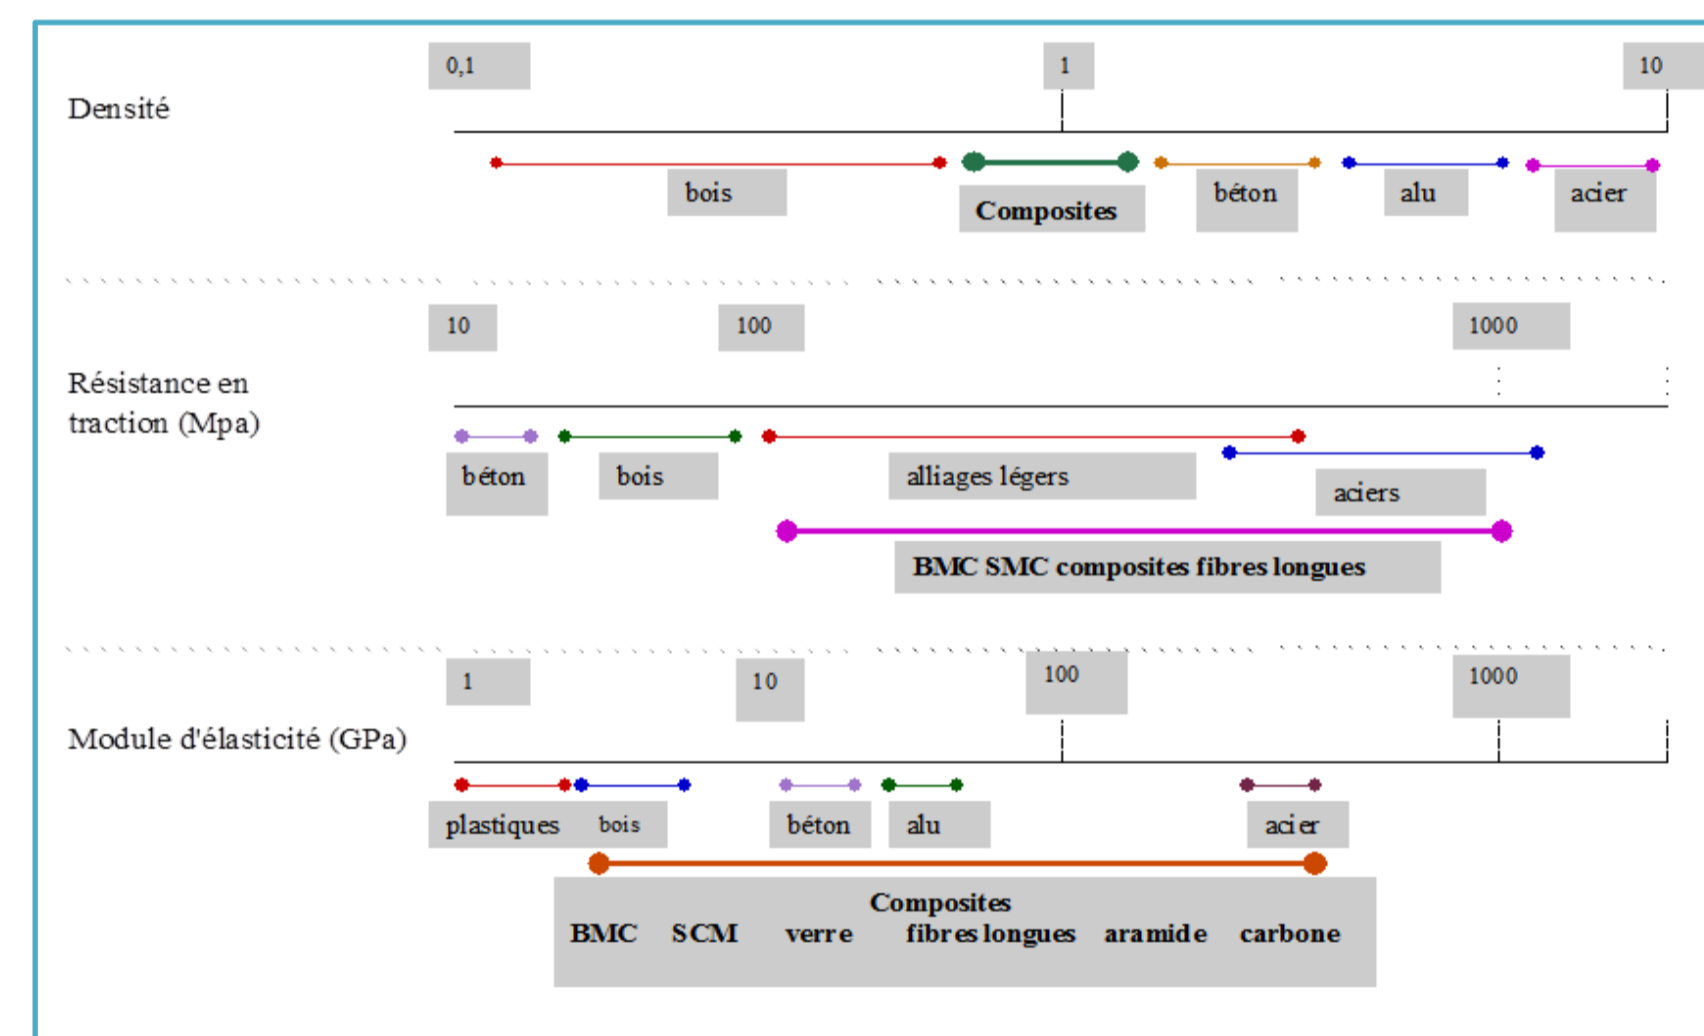 0,1 1 10
Densité
bois Composites béton alu acier
10 100 1000
Résistance en
traction (Mpa)
béton bois alliages légers aciers
BMC SMC composites fibres longues
1 10 100 1000
Module d'élasticité (GPa)
plastiques bois béton alu acier
Composites
BMC SCM verre fibres longues aramide carbone